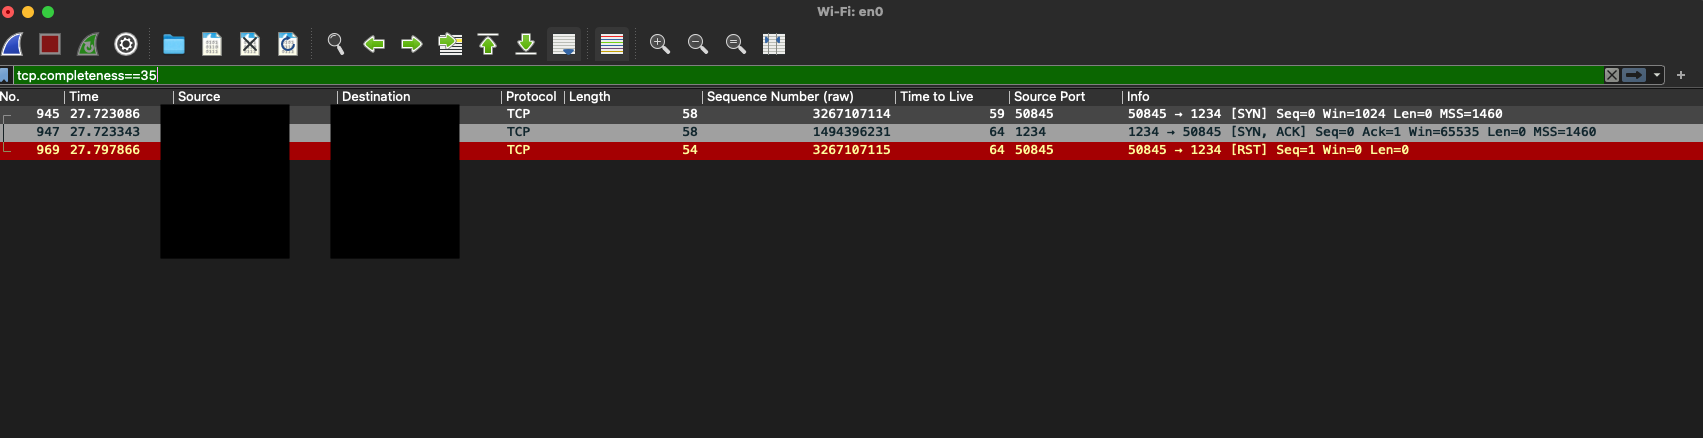 Wi-Fi: en0
tcp.completeness==35
No. Time Source Destination Protocol Length Sequence Number (raw) Time to Live Source Port Info
945 27.723086 TCP 58 3267107114 59 50845 50845 → 1234 [SYN] Seq=0 Win=1024 Len=0 MSS=1460
947 27.723343 TCP 58 1494396231 64 1234 1234 → 50845 [SYN, ACK] Seq=0 Ack=1 Win=65535 Len=0 MSS=1460
969 27.797866 TCP 54 3267107115 64 50845 50845 → 1234 [RST] Seq=1 Win=0 Len=0